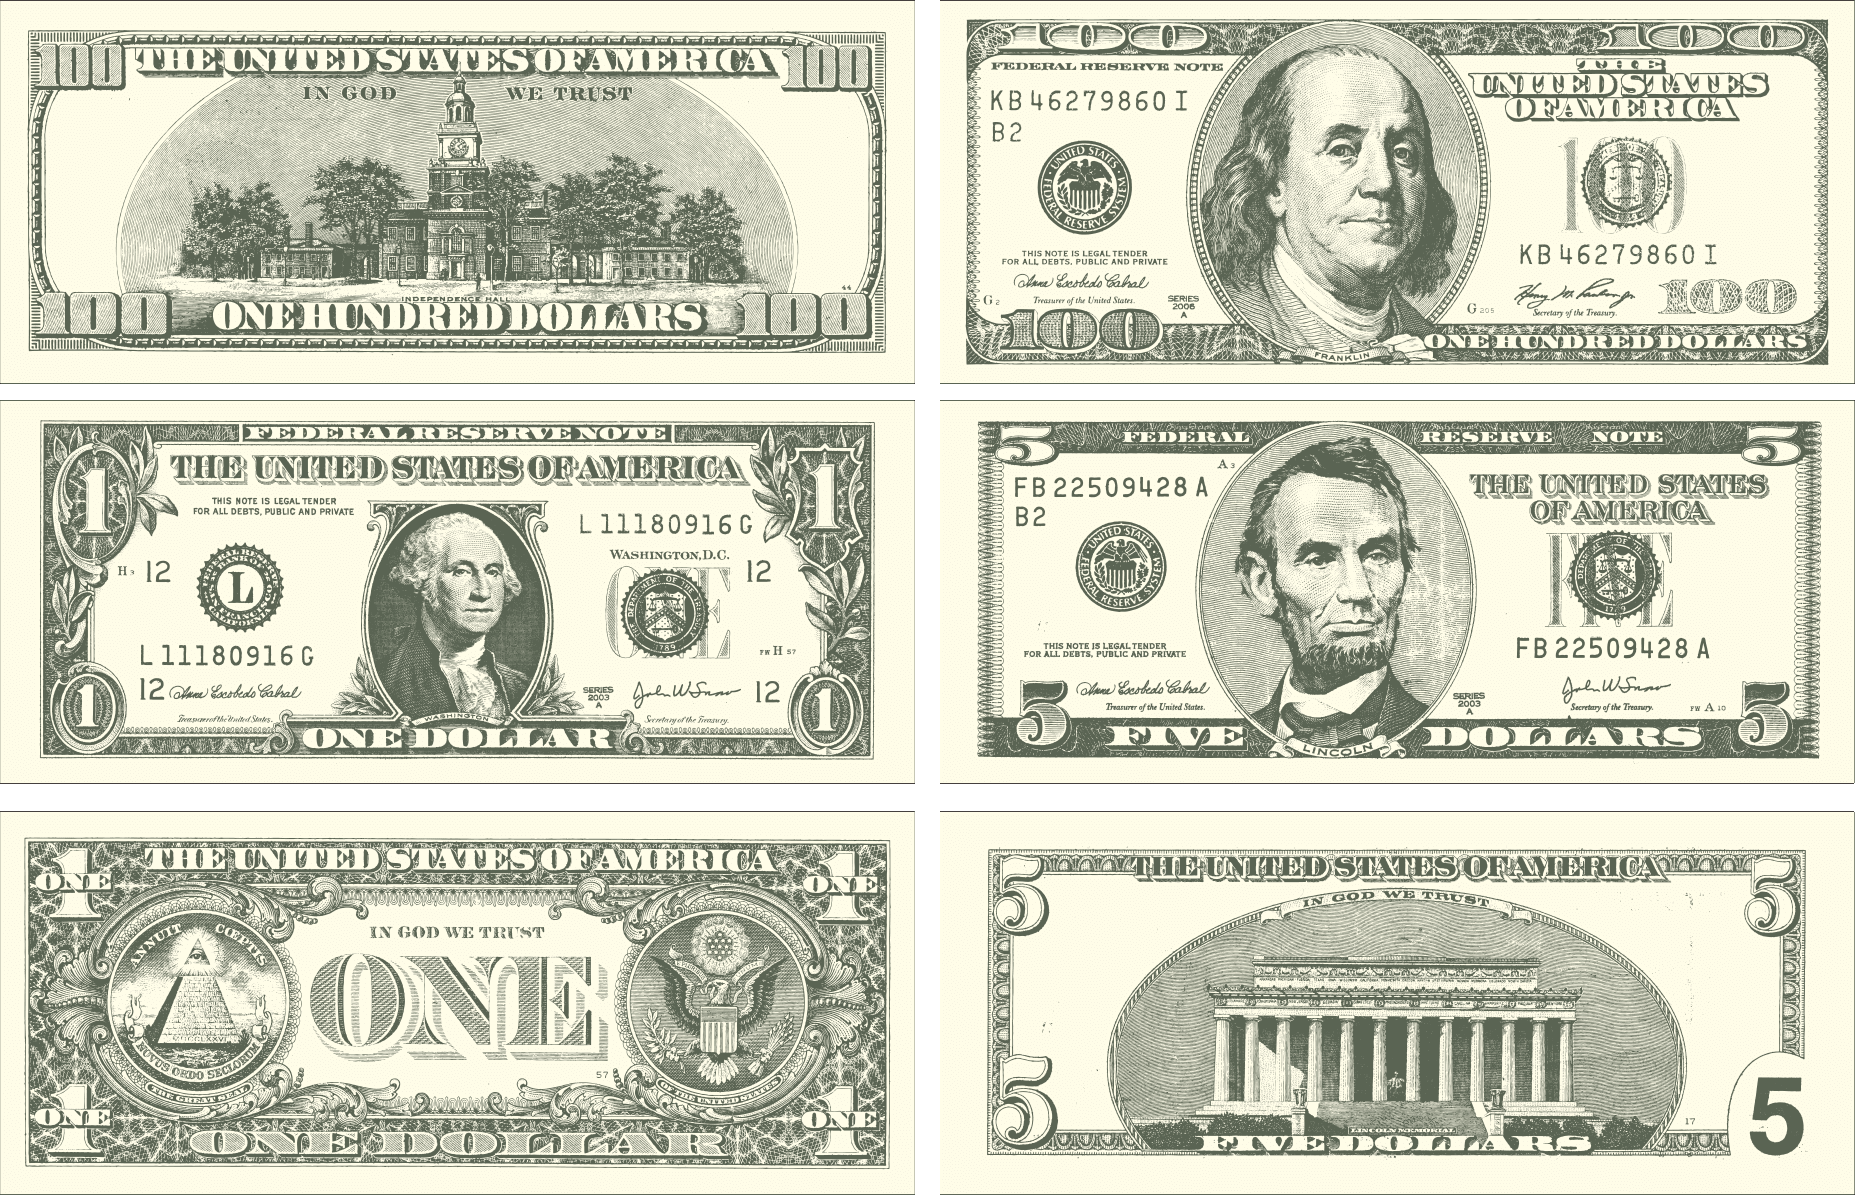 100 THE UNITED STATES OF AMERICA 100
IN GOD WE TRUST
INDEPENDENCE HALL
44
100 ONE HUNDRED DOLLARS 100
100 100
FEDERAL RESERVE NOTE
THE
UNITED STATES
OF AMERICA
KB 46279860 I
B2
UNITED STATES
FEDERAL RESERVE SYSTEM
100
THIS NOTE IS LEGAL TENDER
FOR ALL DEBTS, PUBLIC AND PRIVATE
KB 46279860 I
Anna Escobedo Cabral
G 2
Treasurer of the United States.
SERIES
2006
A
G 205
Secretary of the Treasury.
100
100
FRANKLIN
ONE HUNDRED DOLLARS
FEDERAL RESERVE NOTE
1 THE UNITED STATES OF AMERICA 1
THIS NOTE IS LEGAL TENDER
FOR ALL DEBTS, PUBLIC AND PRIVATE
L 11180916 G
WASHINGTON, D.C.
H 3 12
L
ONE
12
L 11180916 G
FW H 57
12
Anna Escobedo Cabral
SERIES
2003
A
John W Snow
12
Treasurer of the United States.
WASHINGTON
Secretary of the Treasury.
1 ONE DOLLAR 1
5 FEDERAL RESERVE NOTE 5
A 3
FB 22509428 A
B2
THE UNITED STATES
OF AMERICA
UNITED STATES
FEDERAL RESERVE SYSTEM
FIVE
THIS NOTE IS LEGAL TENDER
FOR ALL DEBTS, PUBLIC AND PRIVATE
FB 22509428 A
Anna Escobedo Cabral
Treasurer of the United States.
SERIES
2003
A
John W Snow
Secretary of the Treasury.
FW A 10
5 FIVE
LINCOLN
DOLLARS 5
1 ONE THE UNITED STATES OF AMERICA 1 ONE
IN GOD WE TRUST
ANNUIT CŒPTIS
ONE
MDCCLXXVI
NOVUS ORDO SECLORUM
57
THE GREAT SEAL
OF THE UNITED STATES
1 ONE ONE DOLLAR 1 ONE
5 THE UNITED STATES OF AMERICA 5
IN GOD WE TRUST
LINCOLN MEMORIAL
17
5 FIVE DOLLARS 5